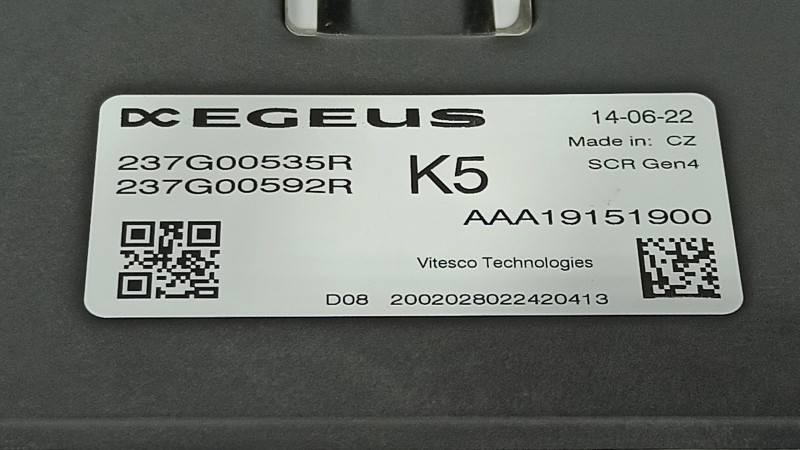 EGEUS
14-06-22
Made in: CZ
237G00535R
237G00592R
K5
SCR Gen4
AAA19151900
Vitesco Technologies
D08 2002028022420413